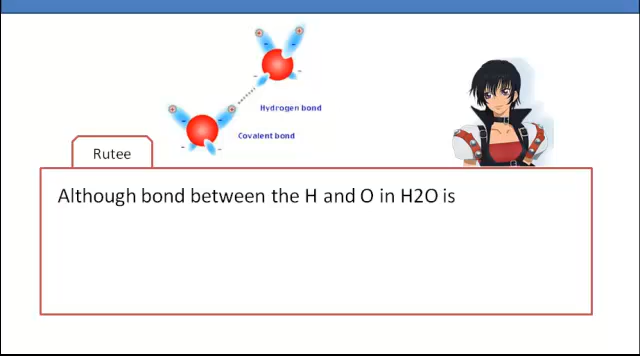 Hydrogen bond
Covalent bond
Rutee
Although bond between the H and O in H2O is